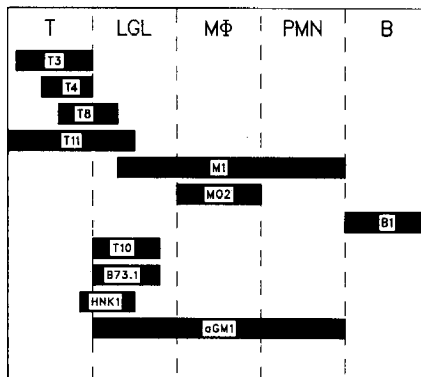 T LGL MΦ PMN B
T3
T4
T8
T11
M1
MO2
B1
T10
B73.1
HNK1
αGM1